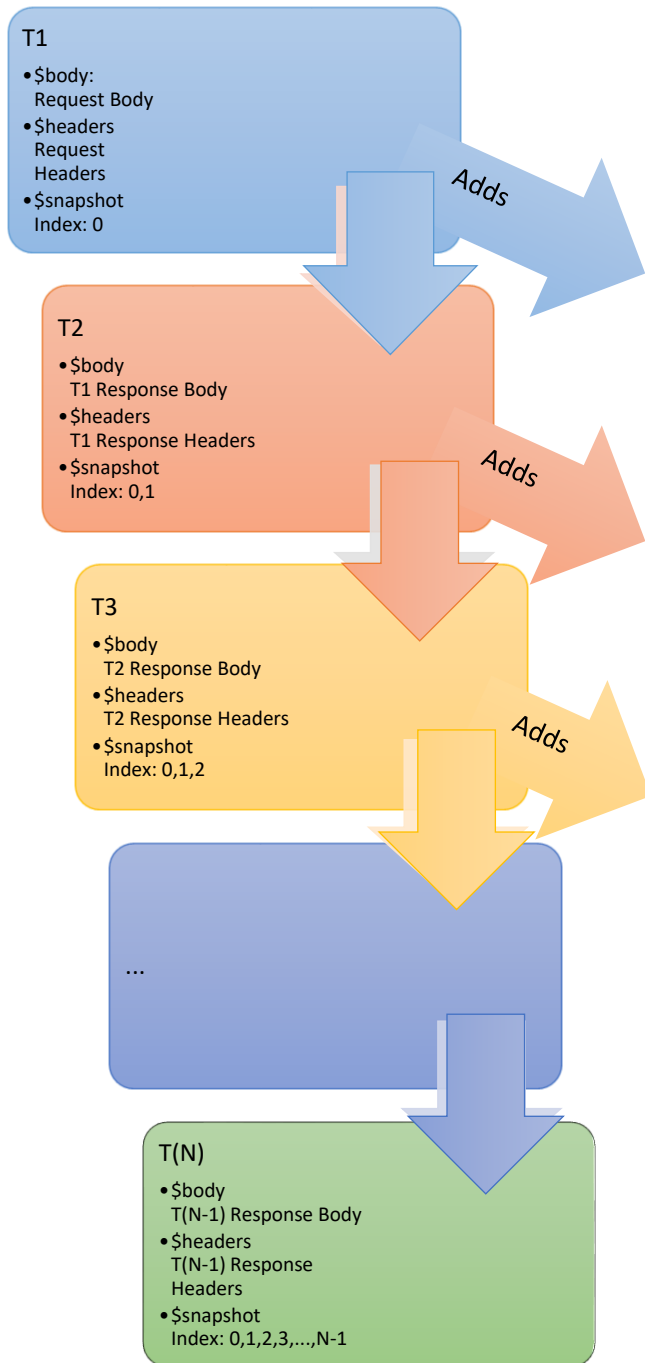 T1
•$body:
Request Body
•$headers
Request
Headers
•$snapshot
Index: 0
Adds
T2
•$body
T1 Response Body
•$headers
T1 Response Headers
•$snapshot
Index: 0,1
Adds
T3
•$body
T2 Response Body
•$headers
T2 Response Headers
•$snapshot
Index: 0,1,2
Adds
...
T(N)
•$body
T(N-1) Response Body
•$headers
T(N-1) Response
Headers
•$snapshot
Index: 0,1,2,3,...,N-1